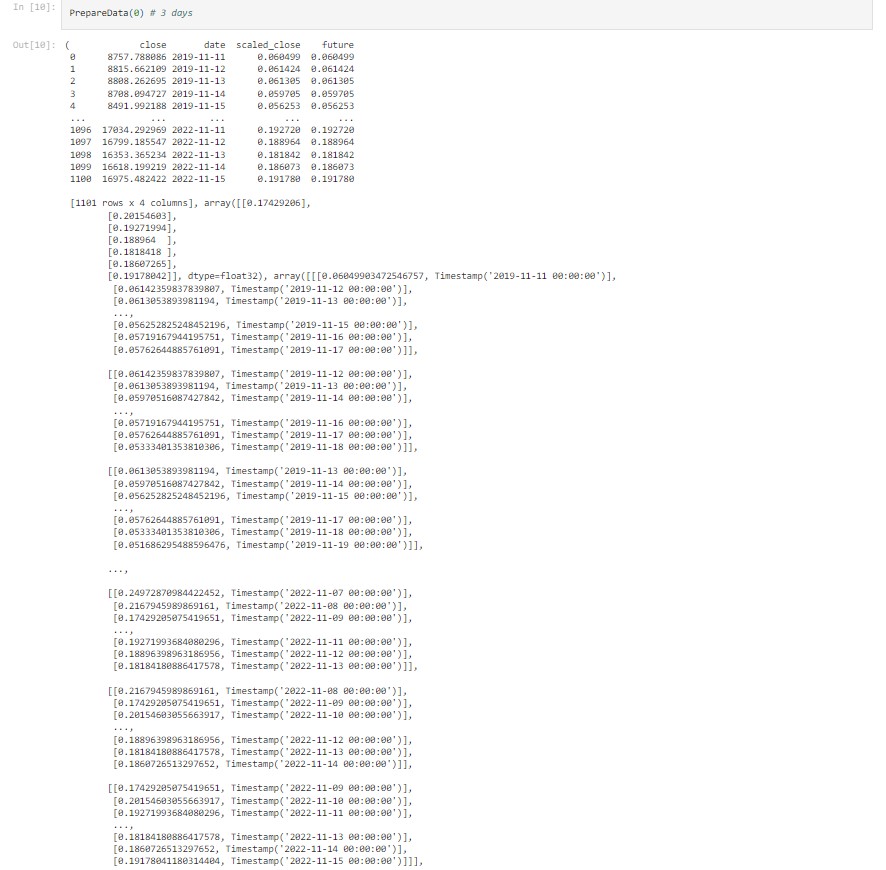 In [10]: PrepareData(0) # 3 days
Out[10]: (
close date scaled_close future
0 8757.788086 2019-11-11 0.060499 0.060499
1 8815.662109 2019-11-12 0.061424 0.061424
2 8808.262695 2019-11-13 0.061305 0.061305
3 8708.094727 2019-11-14 0.059705 0.059705
4 8491.992188 2019-11-15 0.056253 0.056253
... ... ... ... ...
1096 17034.292969 2022-11-11 0.192720 0.192720
1097 16799.185547 2022-11-12 0.188964 0.188964
1098 16353.365234 2022-11-13 0.181842 0.181842
1099 16618.199219 2022-11-14 0.186073 0.186073
1100 16975.482422 2022-11-15 0.191780 0.191780
[1101 rows x 4 columns], array([[0.17429206],
[0.20154603],
[0.19271994],
[0.188964 ],
[0.1818418 ],
[0.18607265],
[0.19178042]], dtype=float32), array([[[0.06049903472546757, Timestamp('2019-11-11 00:00:00')],
[0.06142359837839807, Timestamp('2019-11-12 00:00:00')],
[0.0613053893981194, Timestamp('2019-11-13 00:00:00')],
...,
[0.056252825248452196, Timestamp('2019-11-15 00:00:00')],
[0.05719167944195751, Timestamp('2019-11-16 00:00:00')],
[0.05762644885761091, Timestamp('2019-11-17 00:00:00')]],
[[0.06142359837839807, Timestamp('2019-11-12 00:00:00')],
[0.0613053893981194, Timestamp('2019-11-13 00:00:00')],
[0.05970516087427842, Timestamp('2019-11-14 00:00:00')],
...,
[0.05719167944195751, Timestamp('2019-11-16 00:00:00')],
[0.05762644885761091, Timestamp('2019-11-17 00:00:00')],
[0.05333401353810306, Timestamp('2019-11-18 00:00:00')]],
[[0.0613053893981194, Timestamp('2019-11-13 00:00:00')],
[0.05970516087427842, Timestamp('2019-11-14 00:00:00')],
[0.056252825248452196, Timestamp('2019-11-15 00:00:00')],
...,
[0.05762644885761091, Timestamp('2019-11-17 00:00:00')],
[0.05333401353810306, Timestamp('2019-11-18 00:00:00')],
[0.051686295488596476, Timestamp('2019-11-19 00:00:00')]],
...,
[[0.24972870984422452, Timestamp('2022-11-07 00:00:00')],
[0.2167945989869161, Timestamp('2022-11-08 00:00:00')],
[0.17429205075419651, Timestamp('2022-11-09 00:00:00')],
...,
[0.19271993684080296, Timestamp('2022-11-11 00:00:00')],
[0.18896398963186956, Timestamp('2022-11-12 00:00:00')],
[0.18184180886417578, Timestamp('2022-11-13 00:00:00')]],
[[0.2167945989869161, Timestamp('2022-11-08 00:00:00')],
[0.17429205075419651, Timestamp('2022-11-09 00:00:00')],
[0.20154603055663917, Timestamp('2022-11-10 00:00:00')],
...,
[0.18896398963186956, Timestamp('2022-11-12 00:00:00')],
[0.18184180886417578, Timestamp('2022-11-13 00:00:00')],
[0.1860726513297652, Timestamp('2022-11-14 00:00:00')]],
[[0.17429205075419651, Timestamp('2022-11-09 00:00:00')],
[0.20154603055663917, Timestamp('2022-11-10 00:00:00')],
[0.19271993684080296, Timestamp('2022-11-11 00:00:00')],
...,
[0.18184180886417578, Timestamp('2022-11-13 00:00:00')],
[0.1860726513297652, Timestamp('2022-11-14 00:00:00')],
[0.19178041180314404, Timestamp('2022-11-15 00:00:00')]]],